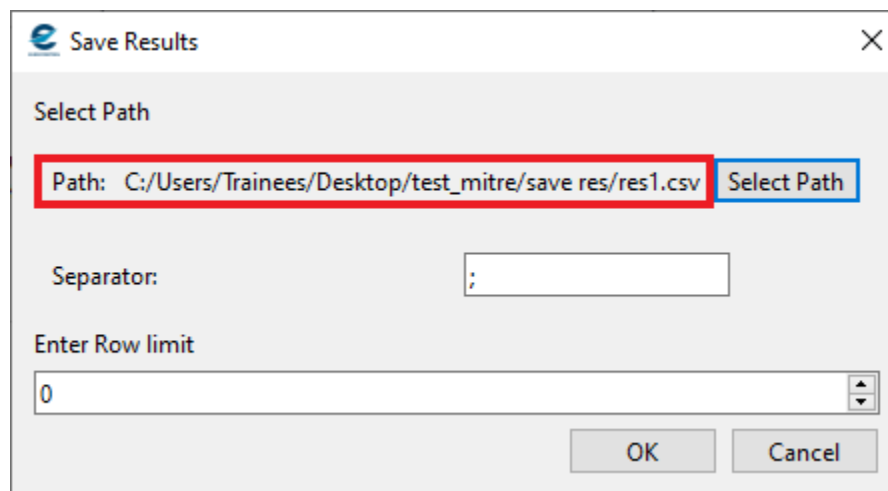 Save Results
Select Path
Path: C:/Users/Trainees/Desktop/test_mitre/save res/res1.csv Select Path
Separator: ;
Enter Row limit
0
OK Cancel